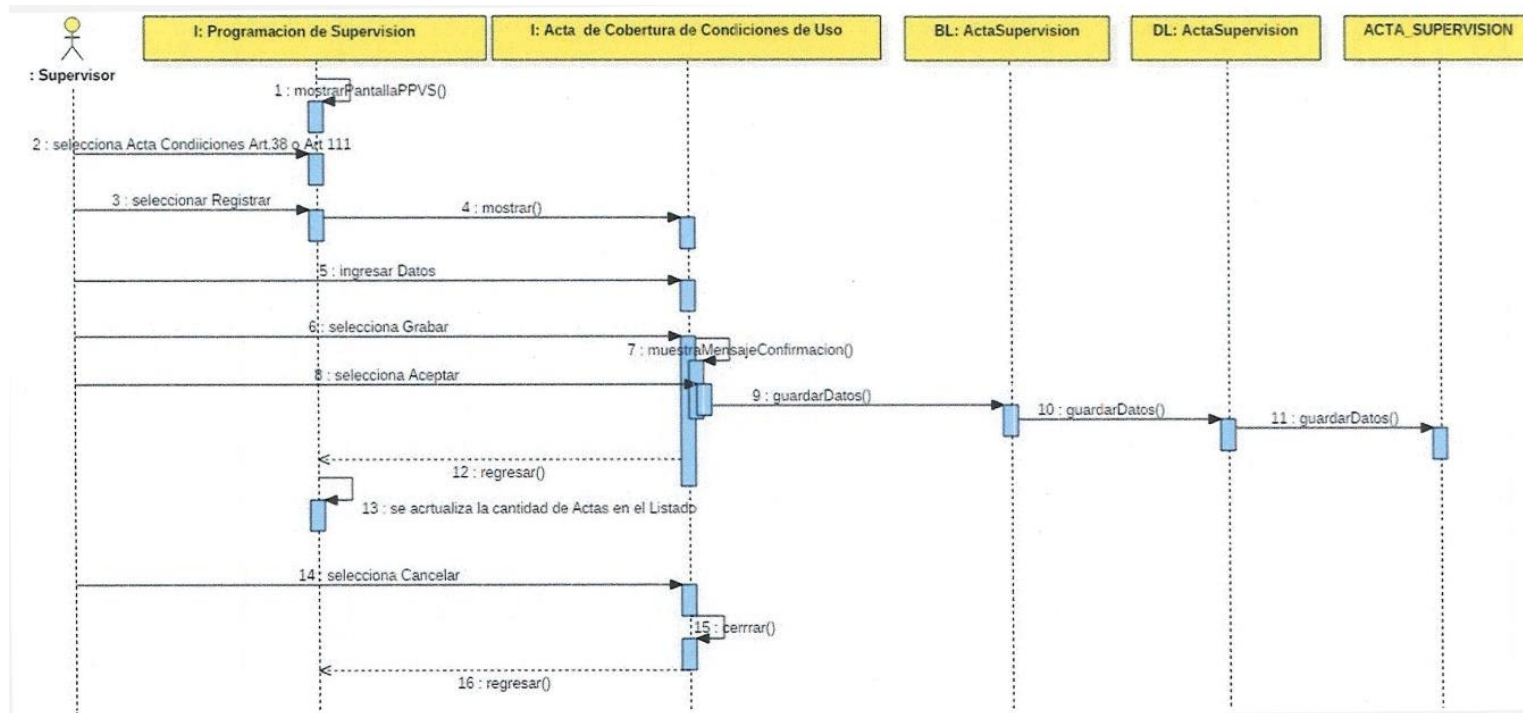 I: Programacion de Supervision
I: Acta de Cobertura de Condiciones de Uso
BL: ActaSupervision
DL: ActaSupervision
ACTA_SUPERVISION
: Supervisor
1 : mostrarPantallaPPVS()
2 : selecciona Acta Condiiciones Art.38 o Art 111
3 : seleccionar Registrar
4 : mostrar()
5 : ingresar Datos
6 : selecciona Grabar
7 : muestraMensajeConfirmacion()
8 : selecciona Aceptar
9 : guardarDatos()
10 : guardarDatos()
11 : guardarDatos()
12 : regresar()
13 : se acrtualiza la cantidad de Actas en el Listado
14 : selecciona Cancelar
15 : cerrrar()
16 : regresar()